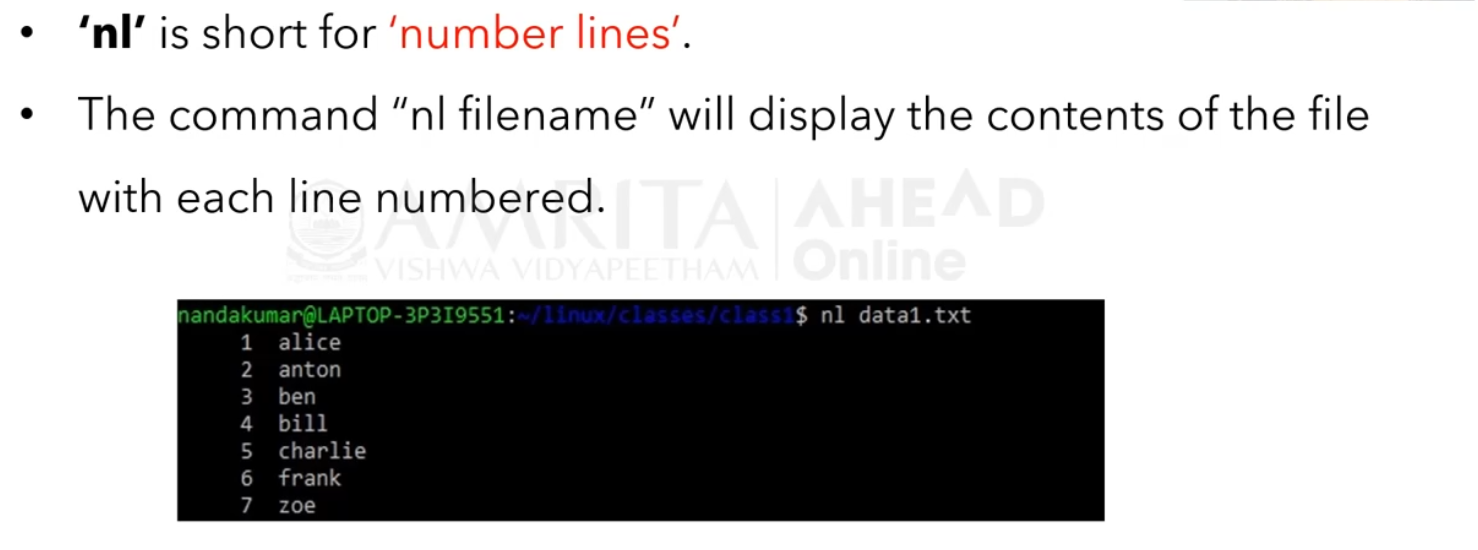 • 'nl' is short for 'number lines'.
• The command "nl filename" will display the contents of the file
with each line numbered.
AMRITA AHEAD
VISHWA VIDYAPEETHAM Online
nandakumar@LAPTOP-3P3I9551:~/linux/classes/class1$ nl data1.txt
1 alice
2 anton
3 ben
4 bill
5 charlie
6 frank
7 zoe